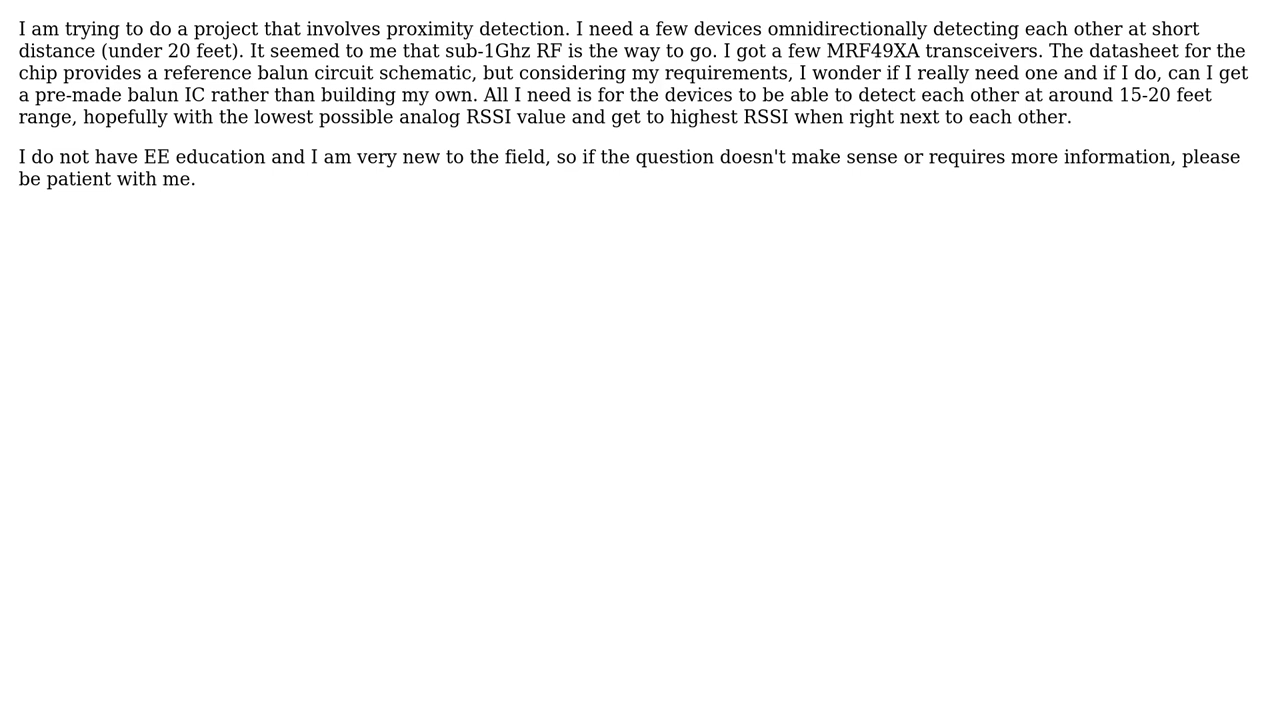 I am trying to do a project that involves proximity detection. I need a few devices omnidirectionally detecting each other at short
distance (under 20 feet). It seemed to me that sub-1Ghz RF is the way to go. I got a few MRF49XA transceivers. The datasheet for the
chip provides a reference balun circuit schematic, but considering my requirements, I wonder if I really need one and if I do, can I get
a pre-made balun IC rather than building my own. All I need is for the devices to be able to detect each other at around 15-20 feet
range, hopefully with the lowest possible analog RSSI value and get to highest RSSI when right next to each other.
I do not have EE education and I am very new to the field, so if the question doesn't make sense or requires more information, please
be patient with me.